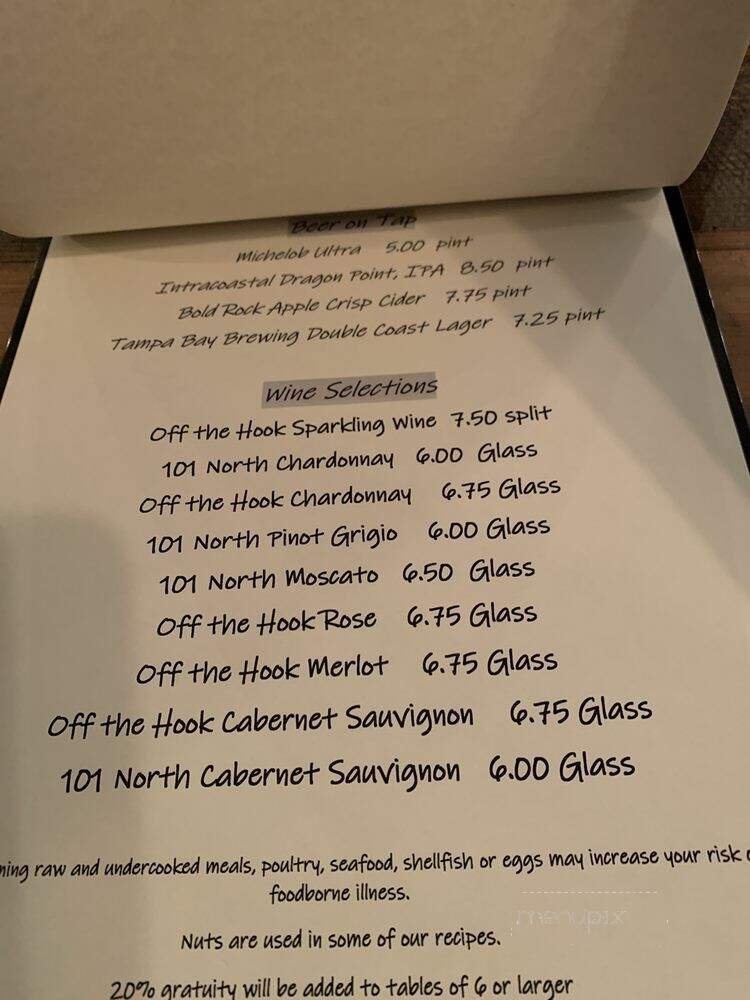 Beer on Tap
Michelob Ultra 5.00 pint
Intracoastal Dragon Point, IPA 8.50 pint
Bold Rock Apple Crisp Cider 7.75 pint
Tampa Bay Brewing Double Coast Lager 7.25 pint
Wine Selections
Off the Hook Sparkling Wine 7.50 split
101 North Chardonnay 6.00 Glass
Off the Hook Chardonnay 6.75 Glass
101 North Pinot Grigio 6.00 Glass
101 North Moscato 6.50 Glass
Off the Hook Rose 6.75 Glass
Off the Hook Merlot 6.75 Glass
Off the Hook Cabernet Sauvignon 6.75 Glass
101 North Cabernet Sauvignon 6.00 Glass
raw and undercooked meals, poultry, seafood, shellfish or eggs may increase your risk
foodborne illness.
menupix
Nuts are used in some of our recipes.
20% gratuity will be added to tables of 6 or larger